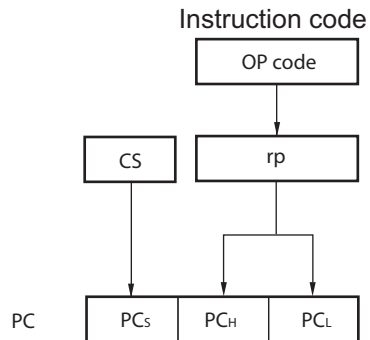 Instruction code
OP code
CS
rp
PC
PCS
PCH
PCL